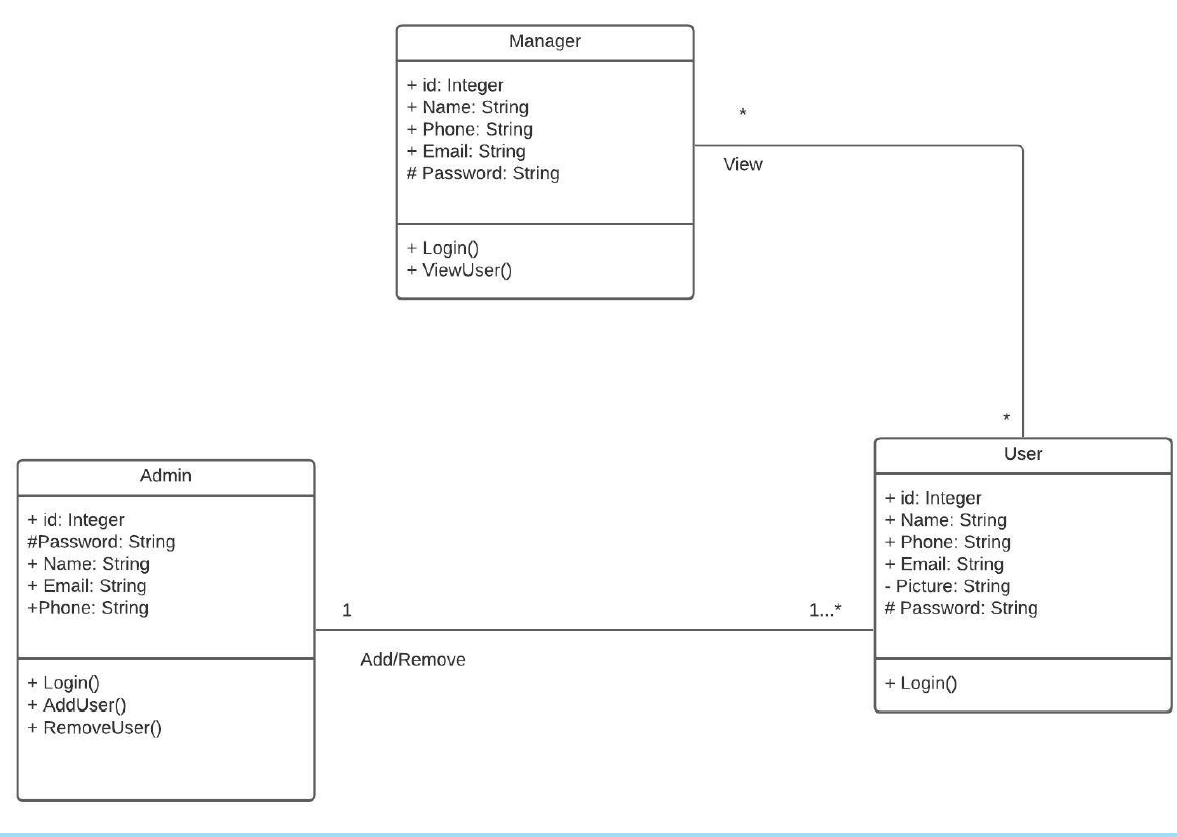 Manager
+ id: Integer
+ Name: String
+ Phone: String
+ Email: String
# Password: String
+ Login()
+ ViewUser()
*
View
*
Admin
+ id: Integer
#Password: String
+ Name: String
+ Email: String
+Phone: String
+ Login()
+ AddUser()
+ RemoveUser()
1
1...*
Add/Remove
User
+ id: Integer
+ Name: String
+ Phone: String
+ Email: String
- Picture: String
# Password: String
+ Login()